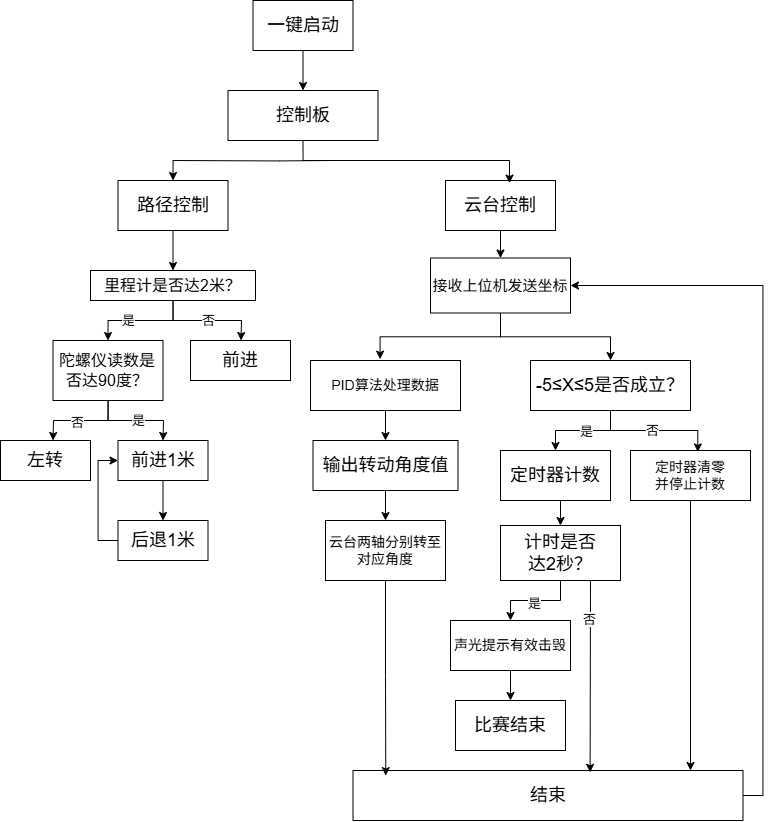 一键启动
控制板
路径控制
云台控制
里程计是否达2米？
接收上位机发送坐标
是
否
陀螺仪读数是
否达90度？
前进
PID算法处理数据
-5≤X≤5是否成立？
否
是
是
否
左转
前进1米
输出转动角度值
定时器计数
定时器清零
并停止计数
后退1米
云台两轴分别转至
对应角度
计时是否
达2秒？
是
否
声光提示有效击毁
比赛结束
结束